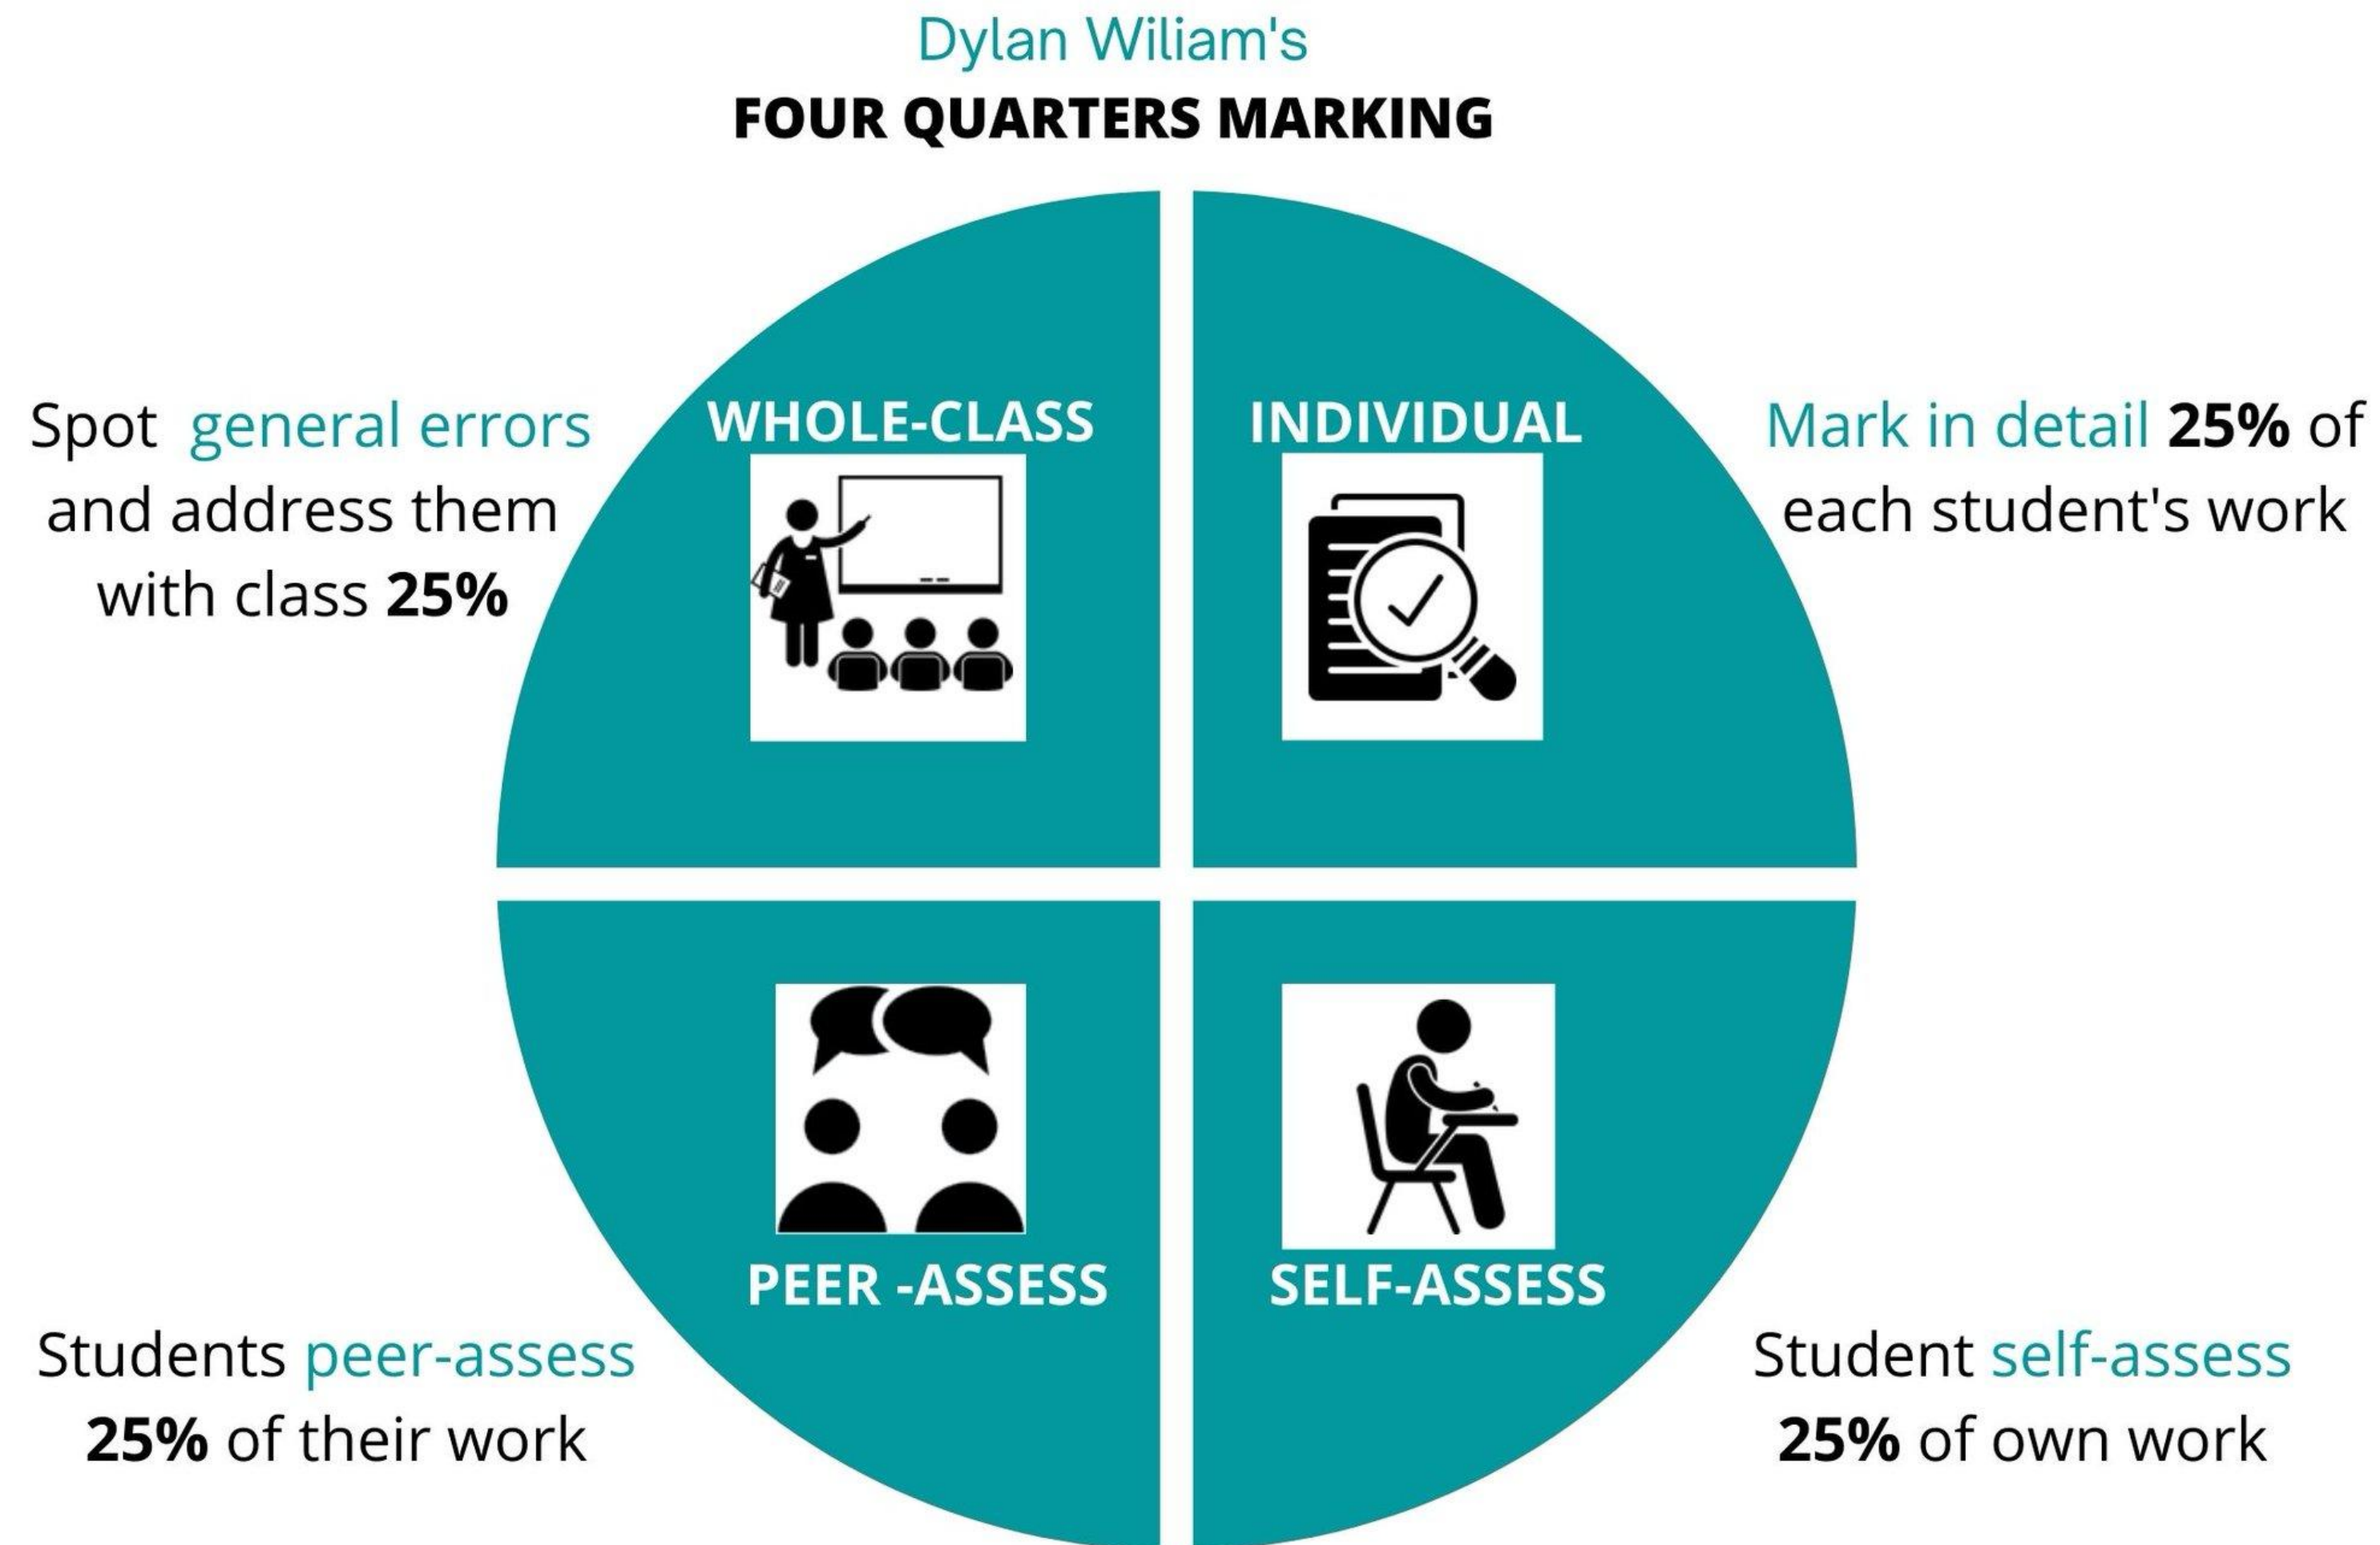 Dylan Wiliam's
FOUR QUARTERS MARKING
Spot general errors
and address them
with class 25%
WHOLE-CLASS
INDIVIDUAL
Mark in detail 25% of
each student's work
PEER -ASSESS
SELF-ASSESS
Students peer-assess
25% of their work
Student self-assess
25% of own work